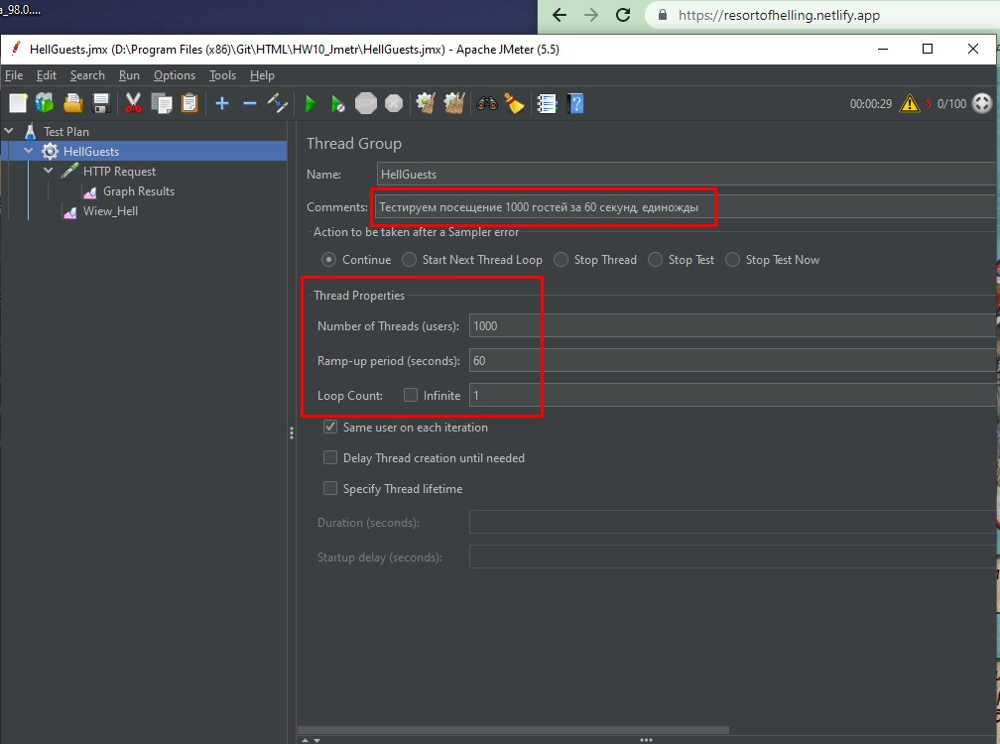 a_98.0....
https://resortofhelling.netlify.app
HellGuests.jmx (D:\Program Files (x86)\Git\HTML\HW10_Jmetr\HellGuests.jmx) - Apache JMeter (5.5)
File Edit Search Run Options Tools Help
00:00:29 5 0/100
Test Plan
HellGuests
HTTP Request
Graph Results
Wiew_Hell
Thread Group
Name: HellGuests
Comments: Тестируем посещение 1000 гостей за 60 секунд, единожды
Action to be taken after a Sampler error
Continue Start Next Thread Loop Stop Thread Stop Test Stop Test Now
Thread Properties
Number of Threads (users): 1000
Ramp-up period (seconds): 60
Loop Count: Infinite 1
Same user on each iteration
Delay Thread creation until needed
Specify Thread lifetime
Duration (seconds):
Startup delay (seconds):